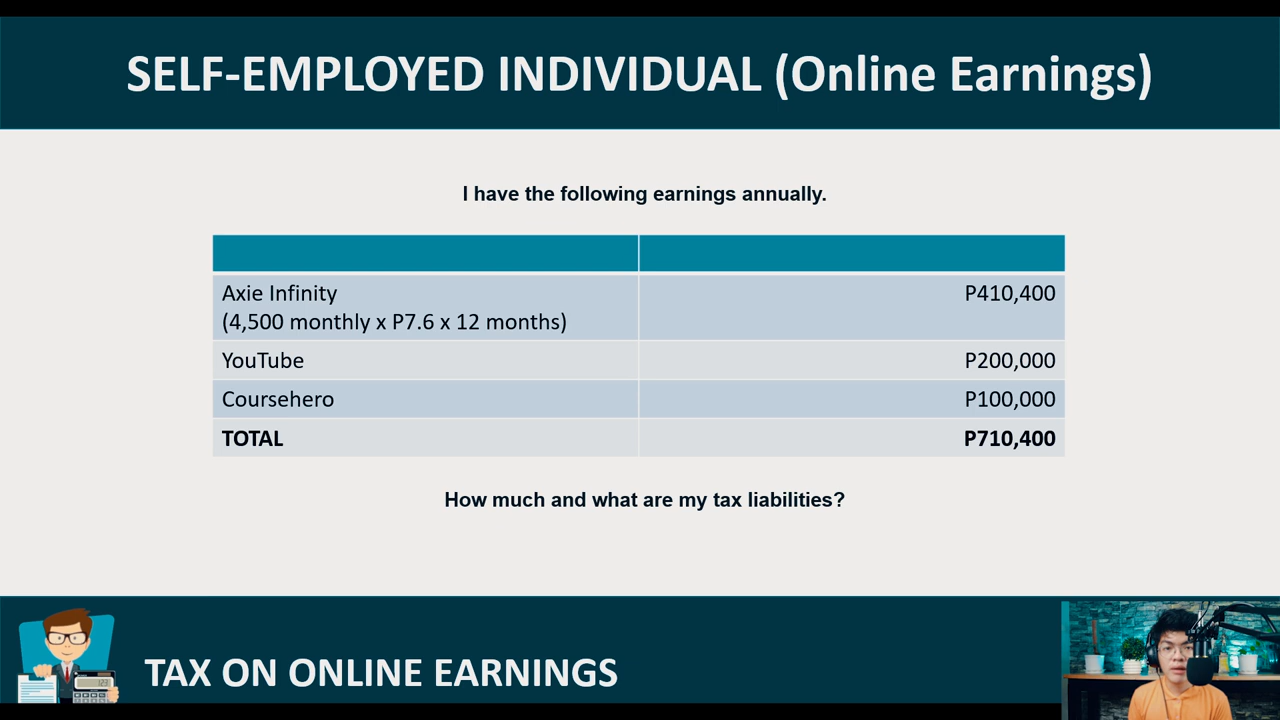 SELF-EMPLOYED INDIVIDUAL (Online Earnings)
I have the following earnings annually.
Axie Infinity P410,400
(4,500 monthly x P7.6 x 12 months)
YouTube P200,000
Coursehero P100,000
TOTAL P710,400
How much and what are my tax liabilities?
TAX ON ONLINE EARNINGS